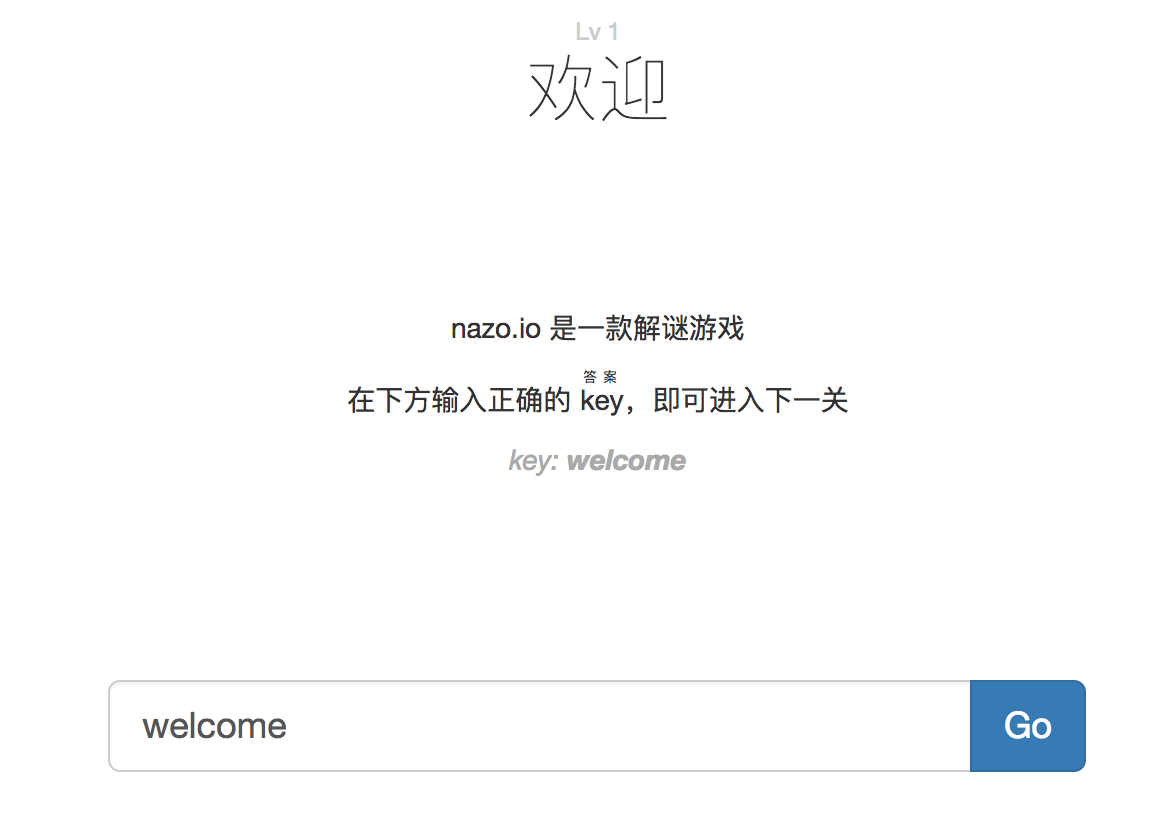 Lv 1
欢迎
nazo.io 是一款解谜游戏
答案
在下方输入正确的 key，即可进入下一关
key: welcome
welcome
Go